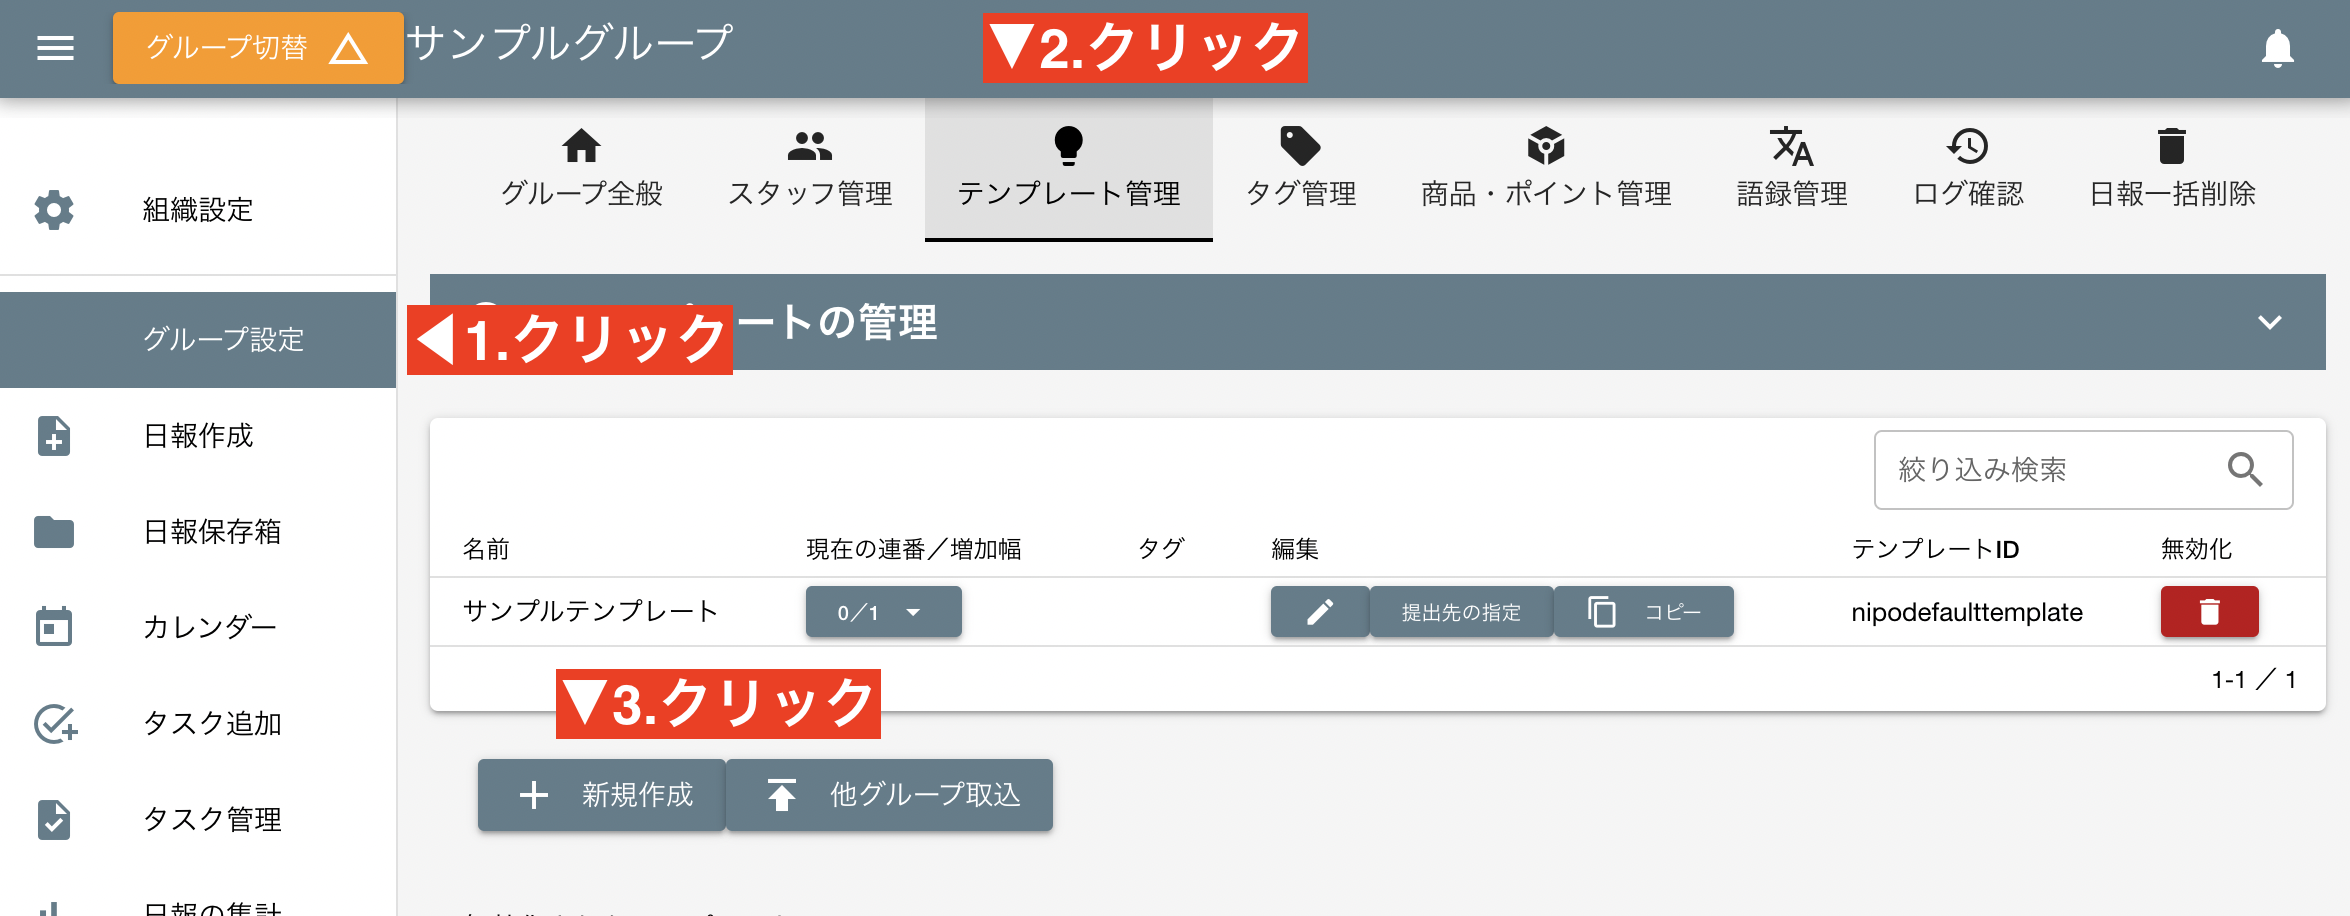 グループ切替
サンプルグループ
▼2.クリック
グループ全般
スタッフ管理
テンプレート管理
タグ管理
商品・ポイント管理
語録管理
ログ確認
日報一括削除
組織設定
グループ設定
◀1.クリック
ートの管理
日報作成
日報保存箱
カレンダー
タスク追加
タスク管理
日報の集計
絞り込み検索
名前
現在の連番／増加幅
タグ
編集
テンプレートID
無効化
サンプルテンプレート
0／1
提出先の指定
コピー
nipodefaulttemplate
1-1 ／ 1
▼3.クリック
新規作成
他グループ取込